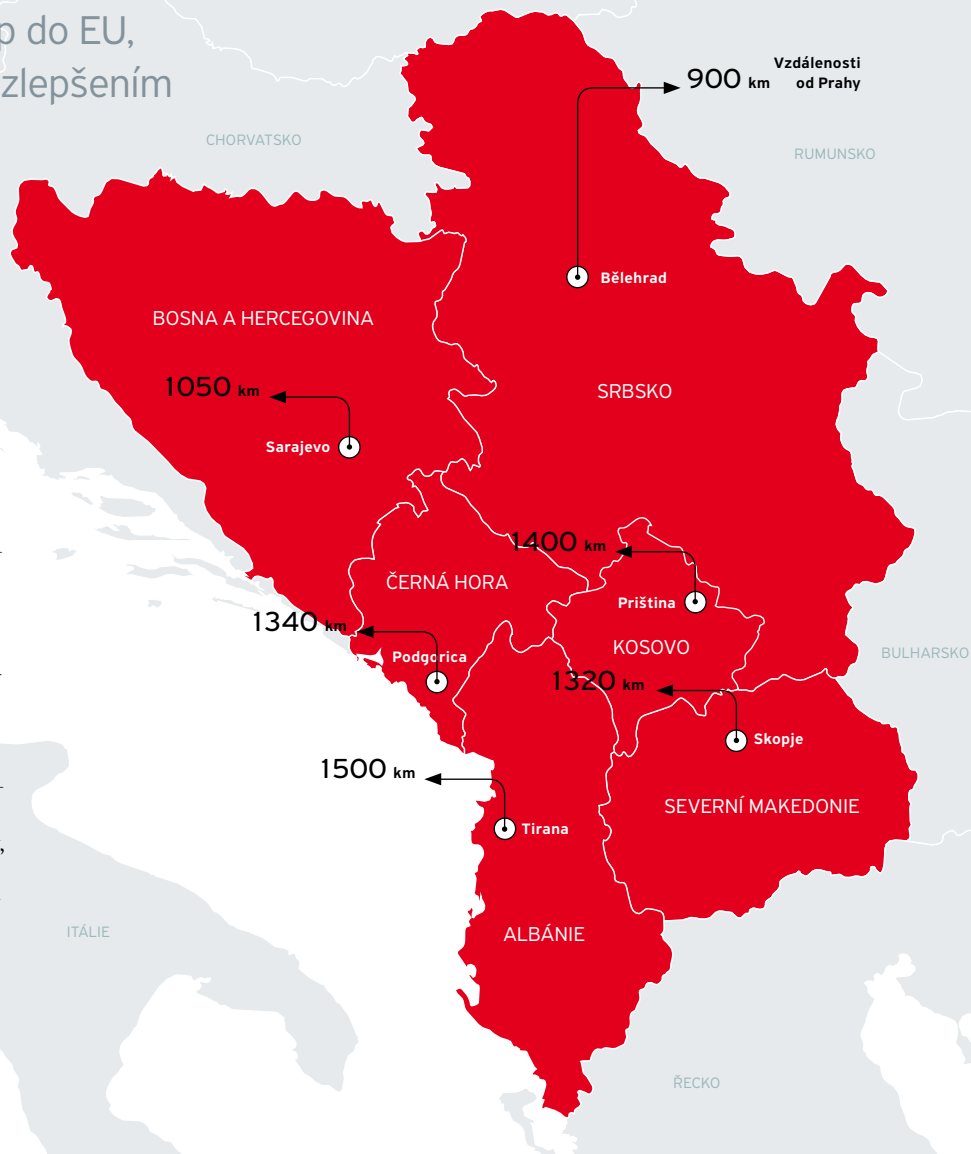 do EU,
zlepšením
Vzdálenosti
od Prahy
900 km
CHORVATSKO
RUMUNSKO
Bělehrad
BOSNA A HERCEGOVINA
1050 km
SRBSKO
Sarajevo
1400 km
ČERNÁ HORA
Priština
1340 km
KOSOVO
BULHARSKO
Podgorica
1320 km
Skopje
1500 km
SEVERNÍ MAKEDONIE
Tirana
ITÁLIE
ALBÁNIE
ŘECKO